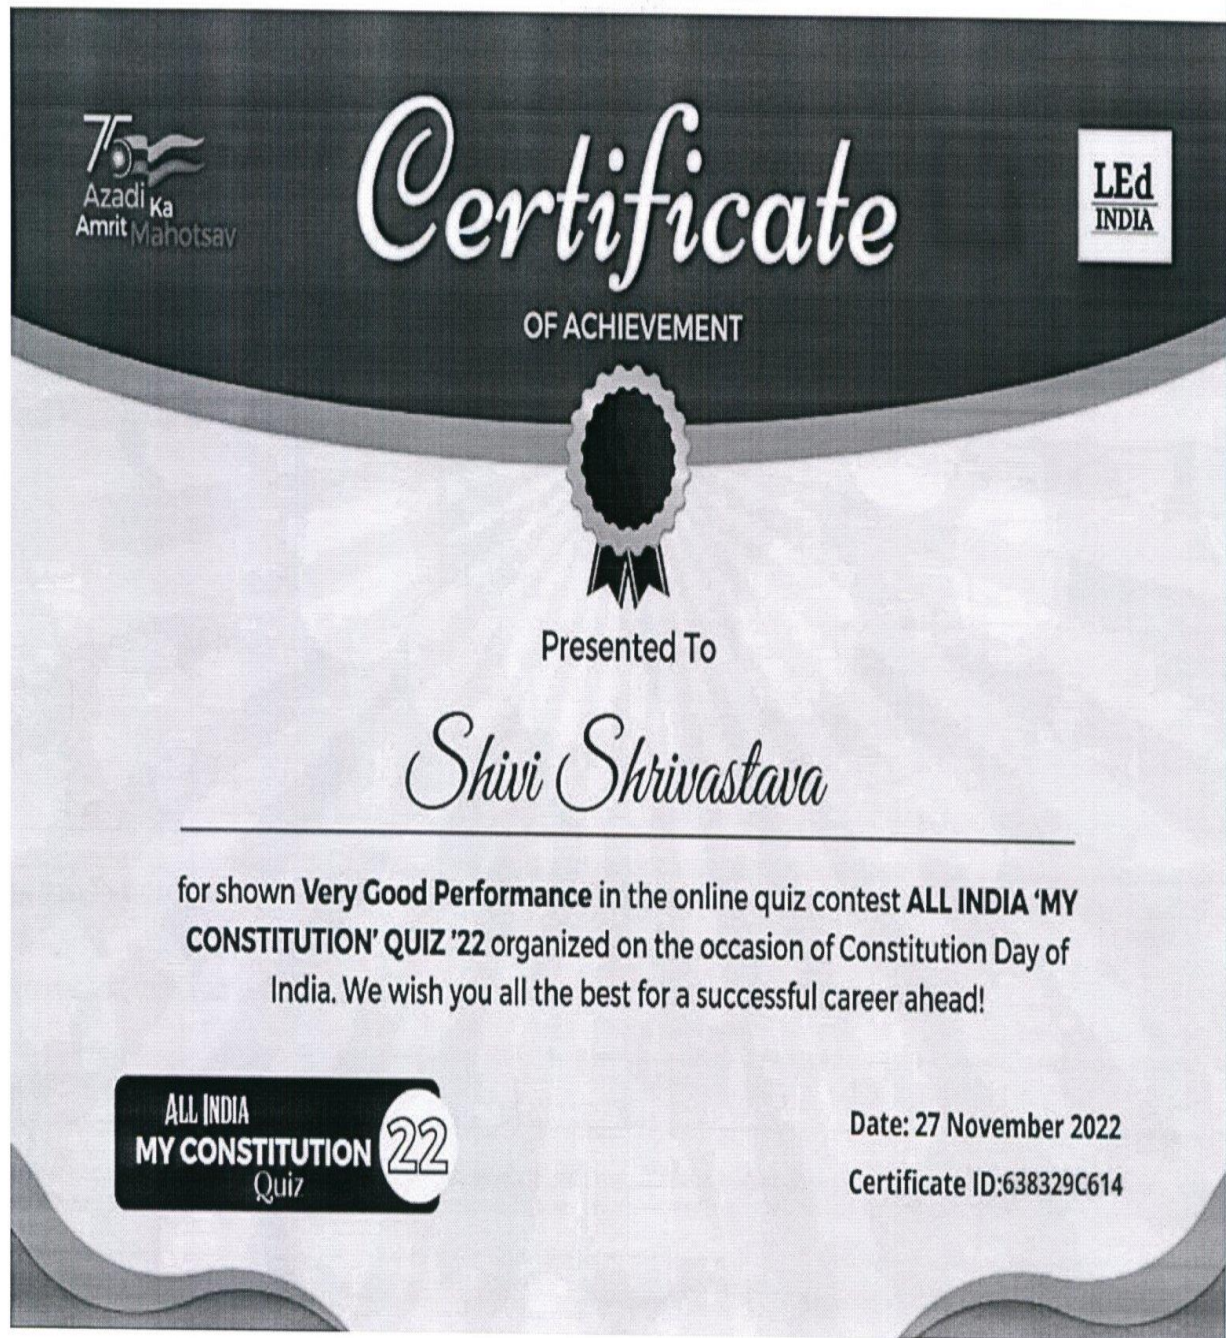 75
Azadi Ka
Amrit Mahotsav
Certificate
LEd
INDIA
OF ACHIEVEMENT
Presented To
Shivi Shrivastava
for shown Very Good Performance in the online quiz contest ALL INDIA ‘MY
CONSTITUTION’ QUIZ ’22 organized on the occasion of Constitution Day of
India. We wish you all the best for a successful career ahead!
ALL INDIA
MY CONSTITUTION 22
Quiz
Date: 27 November 2022
Certificate ID:638329C614